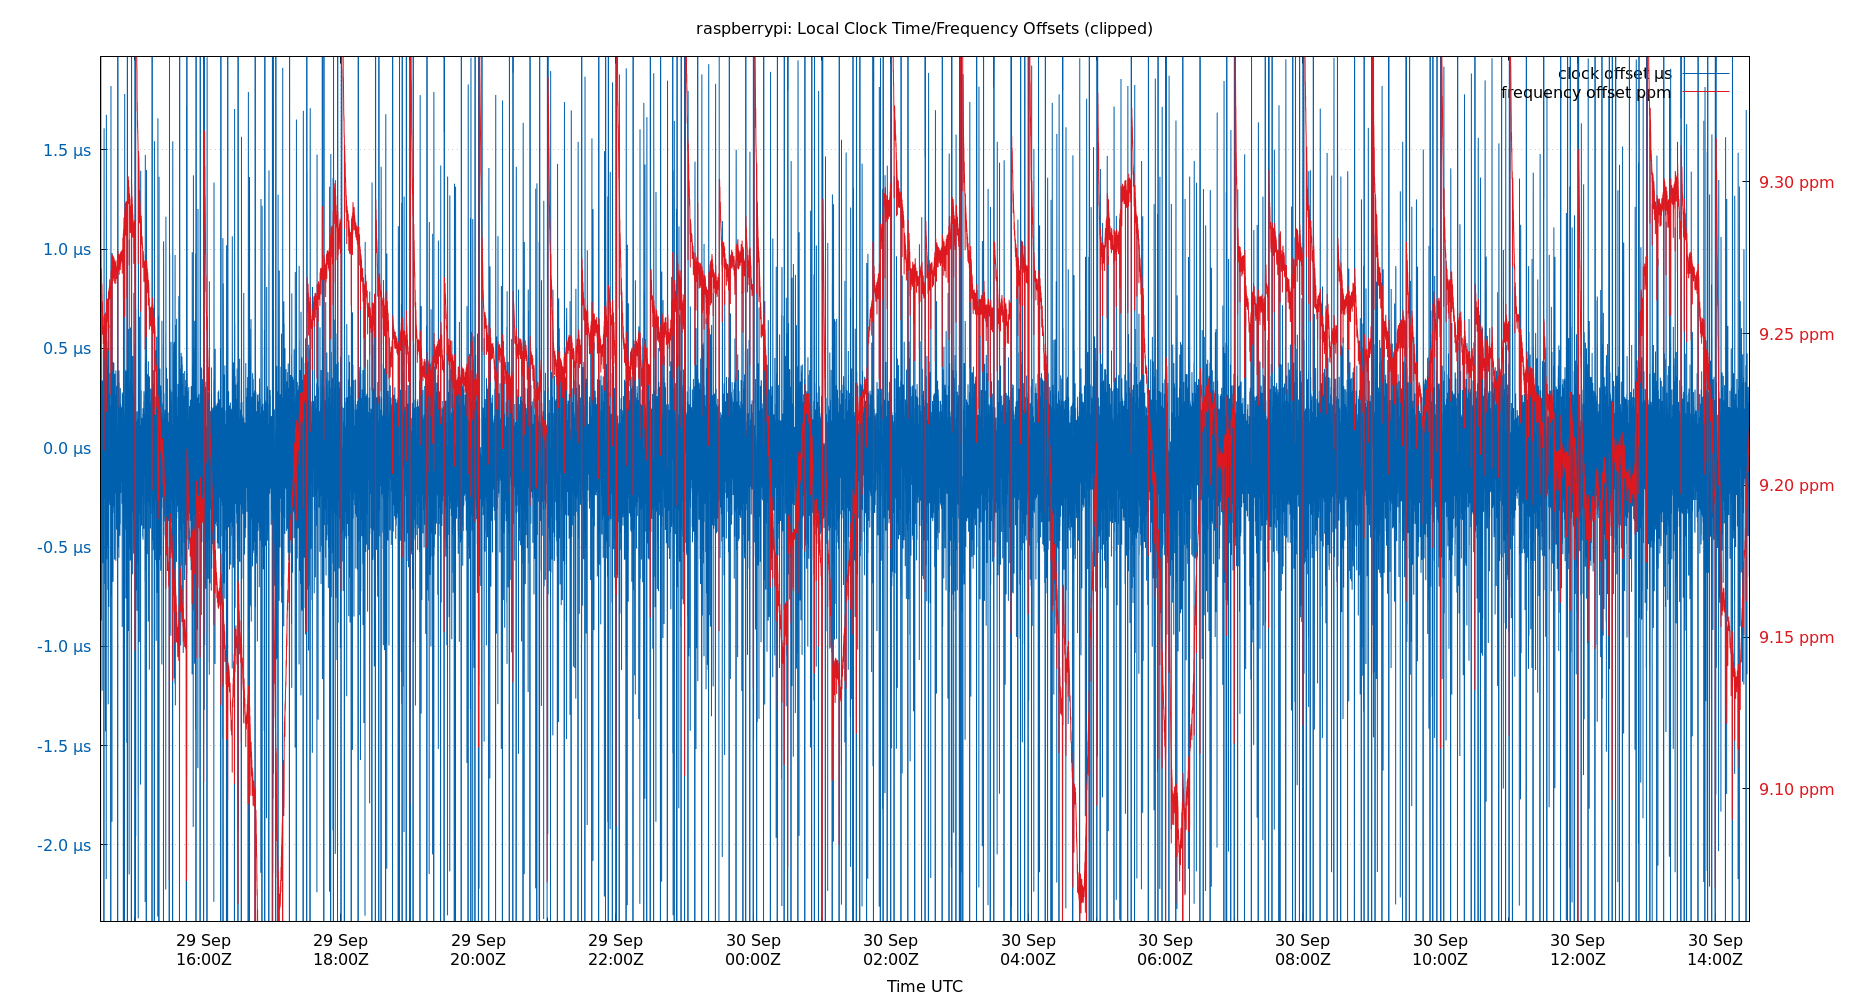 raspberrypi: Local Clock Time/Frequency Offsets (clipped)
clock offset µs
frequency offset ppm
1.5 µs
1.0 µs
0.5 µs
0.0 µs
-0.5 µs
-1.0 µs
-1.5 µs
-2.0 µs
9.30 ppm
9.25 ppm
9.20 ppm
9.15 ppm
9.10 ppm
29 Sep 29 Sep 29 Sep 29 Sep 30 Sep 30 Sep 30 Sep 30 Sep 30 Sep 30 Sep 30 Sep 30 Sep
16:00Z 18:00Z 20:00Z 22:00Z 00:00Z 02:00Z 04:00Z 06:00Z 08:00Z 10:00Z 12:00Z 14:00Z
Time UTC